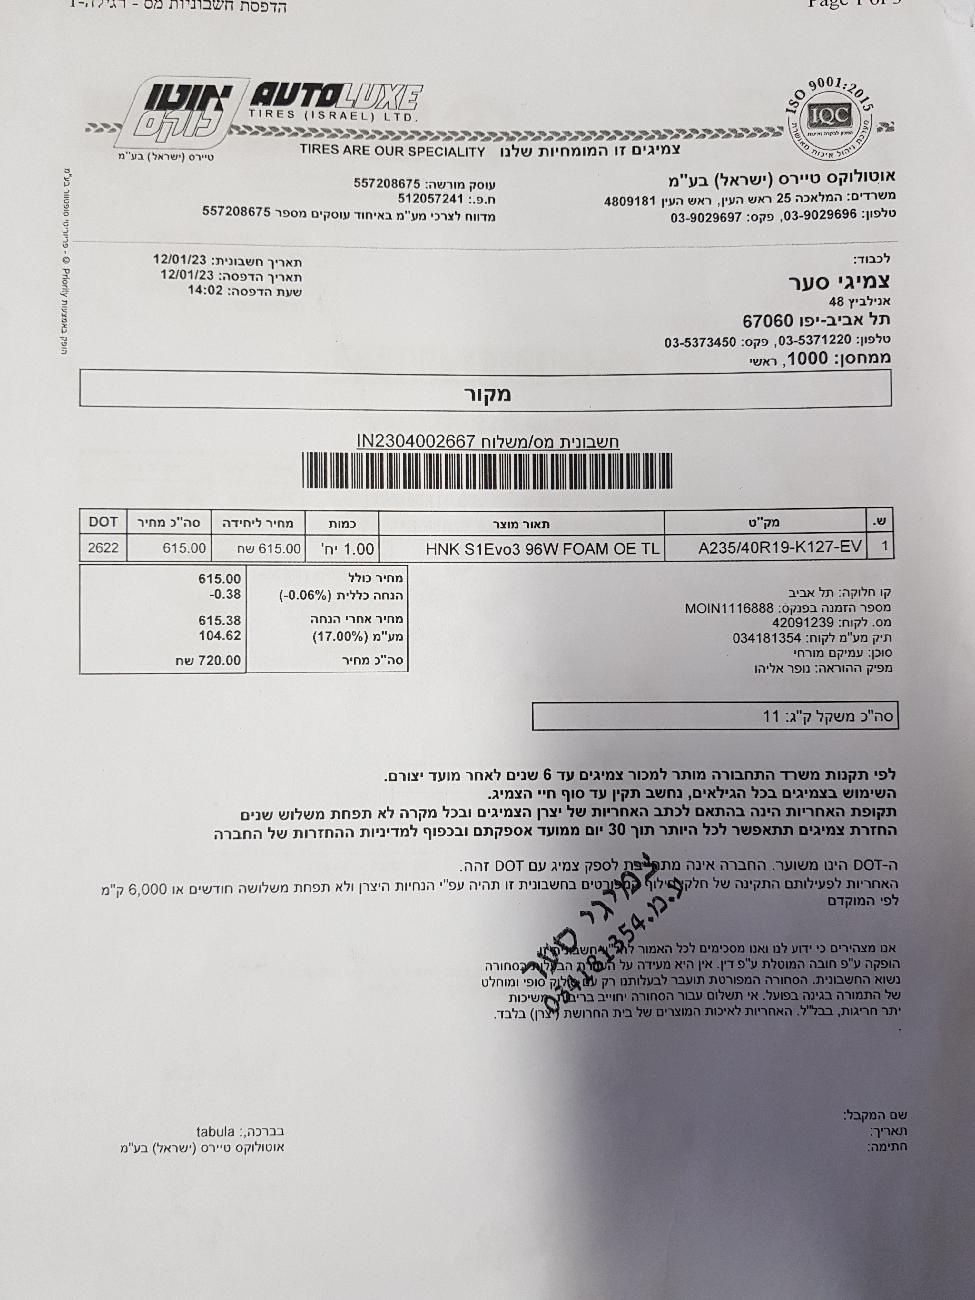 הדפסת חשבוניות מס - רגילה-1
Page 1 of 3
אוטו
לוקס
AUTOLUXE
TIRES (ISRAEL) LTD.
טיירס (ישראל) בע"מ
TIRES ARE OUR SPECIALITY צמיגים זו המומחיות שלנו
ISO 9001:2015
IQC
מערכת ניהול איכות מאושרת
אוטולוקס טיירס (ישראל) בע"מ
משרדים: המלאכה 25 ראש העין, ראש העין 4809181
טלפון: 03-9029696, פקס: 03-9029697
עוסק מורשה: 557208675
ח.פ.: 512057241
מדווח לצרכי מע"מ באיחוד עוסקים מספר 557208675
הופק באמצעות Priority © - פריוריטי סופטוור בע"מ
לכבוד:
צמיגי סער
אנילביץ 48
תל אביב-יפו 67060
טלפון: 03-5371220, פקס: 03-5373450
ממחסן: 1000, ראשי
תאריך חשבונית: 12/01/23
תאריך הדפסה: 12/01/23
שעת הדפסה: 14:02
מקור
חשבונית מס/משלוח IN2304002667
ש. מק"ט תאור מוצר כמות מחיר ליחידה סה"כ מחיר DOT
1 A235/40R19-K127-EV HNK S1Evo3 96W FOAM OE TL 1.00 יח' 615.00 שח 615.00 2622
מחיר כולל 615.00
הנחה כללית (-0.06%) -0.38
מחיר אחרי הנחה 615.38
מע"מ (17.00%) 104.62
סה"כ מחיר 720.00 שח
קו חלוקה: תל אביב
מספר הזמנה בפנקס: MOIN1116888
מס. לקוח: 42091239
תיק מע"מ לקוח: 034181354
סוכן: עמיקם מורחי
מפיק ההוראה: נופר אליהו
סה"כ משקל ק"ג: 11
לפי תקנות משרד התחבורה מותר למכור צמיגים עד 6 שנים לאחר מועד יצורם.
השימוש בצמיגים בכל הגילאים, נחשב תקין עד סוף חיי הצמיג.
תקופת האחריות הינה בהתאם לכתב האחריות של יצרן הצמיגים ובכל מקרה לא תפחת משלוש שנים
החזרת צמיגים תתאפשר לכל היותר תוך 30 יום ממועד אספקתם ובכפוף למדיניות ההחזרות של החברה
ה-DOT הינו משוער. החברה אינה מתחייבת לספק צמיג עם DOT זהה.
האחריות לפעילותם התקינה של חלקי חילוף המפורטים בחשבונית זו תהיה עפ"י הנחיות היצרן ולא תפחת משלושה חודשים או 6,000 ק"מ
לפי המוקדם
צמיגי סער
ע.מ. 034181354
אנו מצהירים כי ידוע לנו ואנו מסכימים לכל האמור להלן: חשבונית זו
הופקה ע"פ חובה המוטלת ע"פ דין. אין היא מעידה על העברת הבעלות בסחורה
נשוא החשבונית. הסחורה המפורטת תועבר לבעלותנו רק עם סילוק סופי ומוחלט
של התמורה בגינה בפועל. אי תשלום עבור הסחורה יחוייב בריבית משיכות
יתר חריגות, בבל"ל. האחריות לאיכות המוצרים של בית החרושת (יצרן) בלבד.
.
שם המקבל:
תאריך:
חתימה:
בברכה,: tabula
אוטולוקס טיירס (ישראל) בע"מ